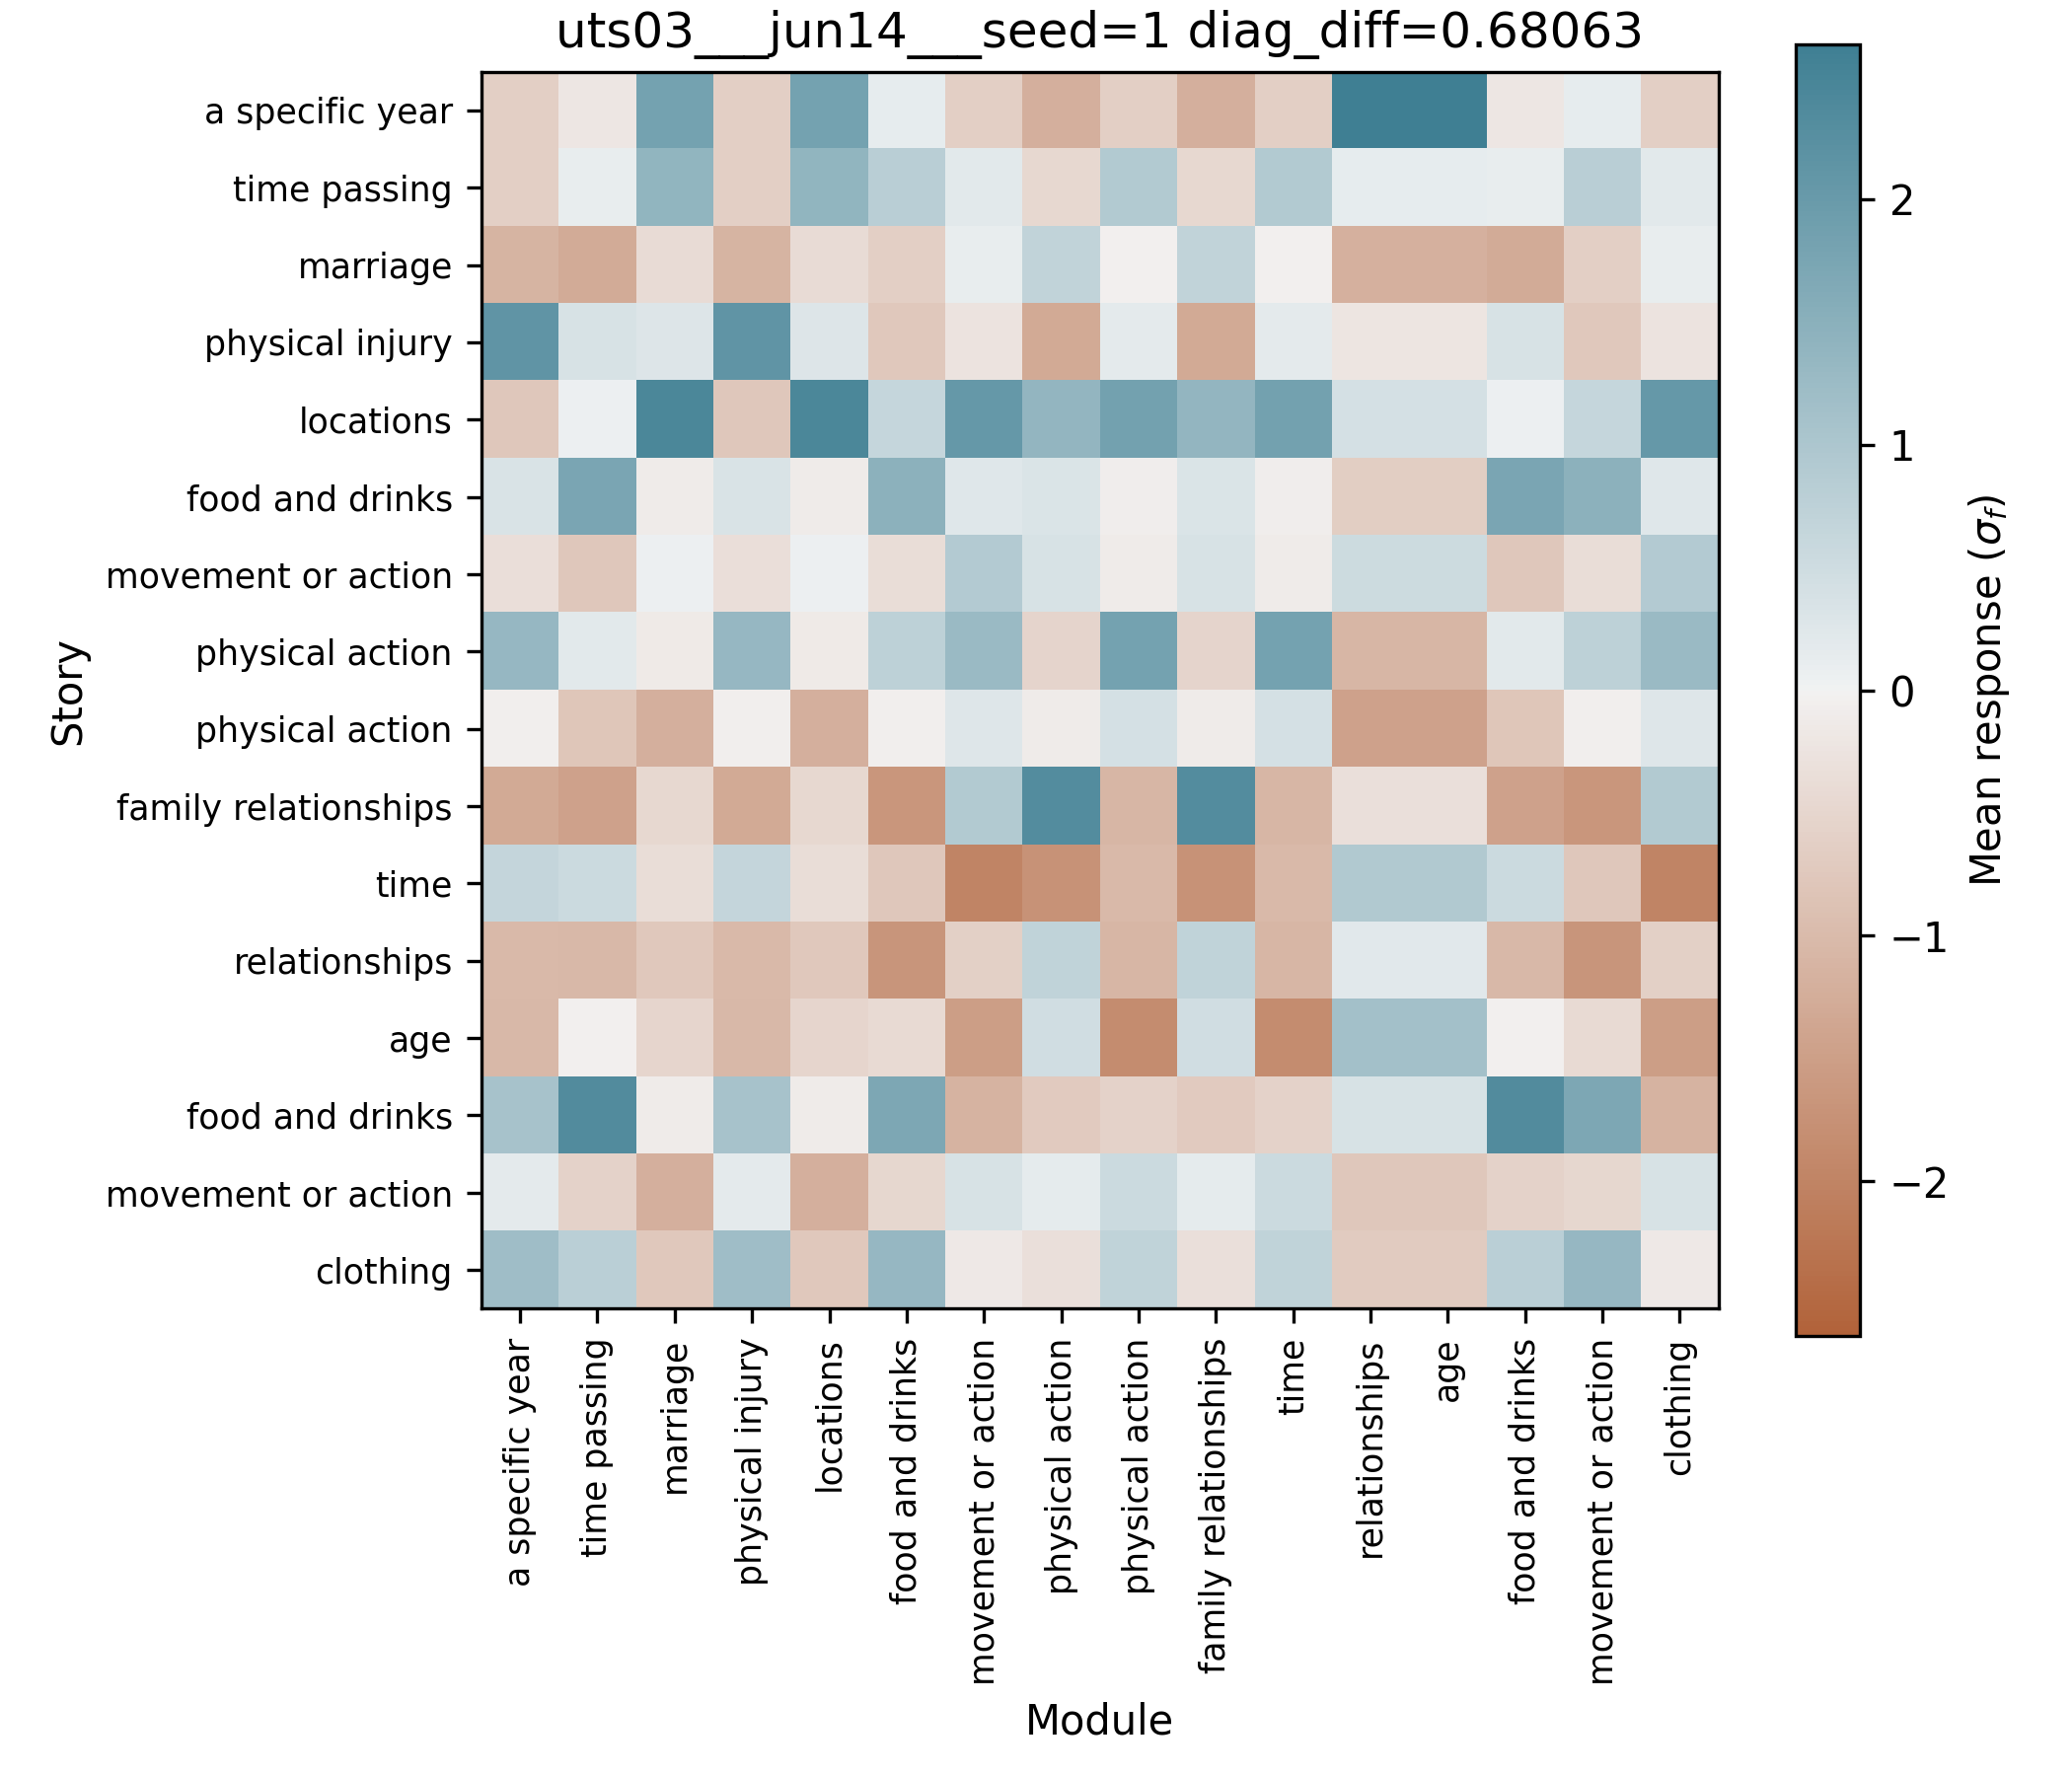 uts03___jun14___seed=1 diag_diff=0.68063
a specific year
time passing
marriage
physical injury
locations
food and drinks
movement or action
physical action
physical action
family relationships
time
relationships
age
food and drinks
movement or action
clothing
Story
a specific year
time passing
marriage
physical injury
locations
food and drinks
movement or action
physical action
physical action
family relationships
time
relationships
age
food and drinks
movement or action
clothing
Module
2
1
0
−1
−2
Mean response (σf)